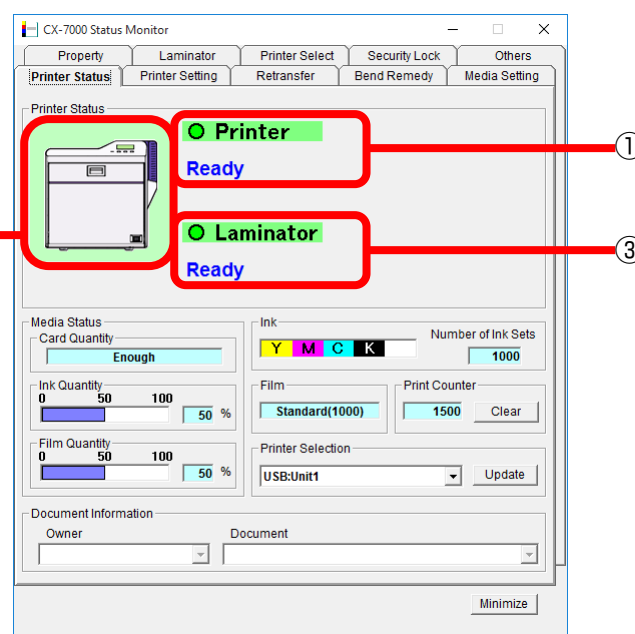 CX-7000 Status Monitor
Property Laminator Printer Select Security Lock Others
Printer Status Printer Setting Retransfer Bend Remedy Media Setting
Printer Status
Printer
Ready
①
Laminator
Ready
③
Media Status
Card Quantity
Enough
Ink
Y M C K
Number of Ink Sets
1000
Ink Quantity
0 50 100
50 %
Film
Standard(1000)
Print Counter
1500 Clear
Film Quantity
0 50 100
50 %
Printer Selection
USB:Unit1 Update
Document Information
Owner Document
Minimize